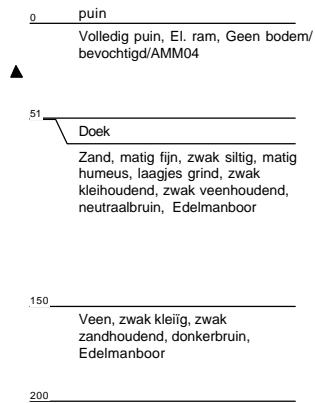 0 puin
Volledig puin, El. ram, Geen bodem/
bevochtigd/AMM04
51
Doek
Zand, matig fijn, zwak siltig, matig
humeus, laagjes grind, zwak
kleihoudend, zwak veenhoudend,
neutraalbruin, Edelmanboor
150
Veen, zwak kleiïg, zwak
zandhoudend, donkerbruin,
Edelmanboor
200